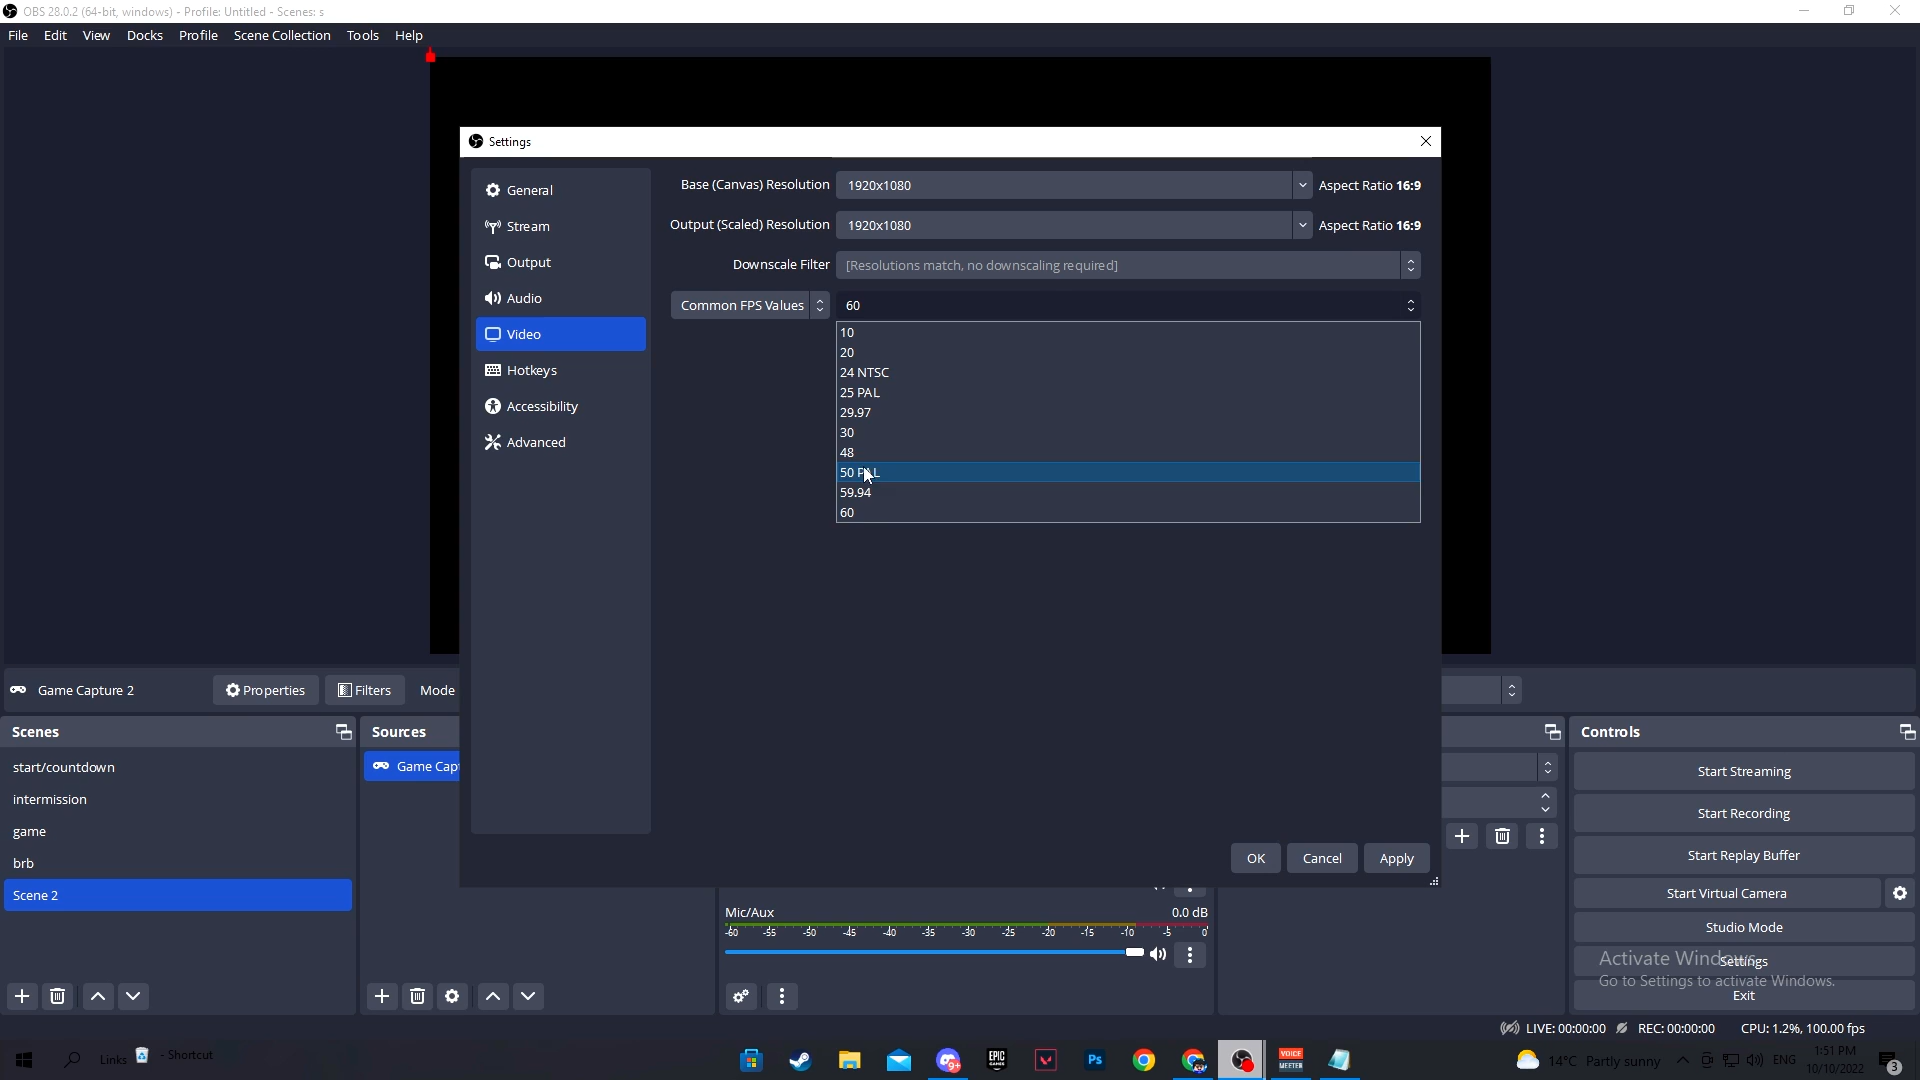 OBS 28.0.2 (64-bit, windows) - Profile: Untitled - Scenes: s
File Edit View Docks Profile Scene Collection Tools Help
Settings
General
Stream
Output
Audio
Video
Hotkeys
Accessibility
Advanced
Base (Canvas) Resolution 1920x1080 Aspect Ratio 16:9
Output (Scaled) Resolution 1920x1080 Aspect Ratio 16:9
Downscale Filter [Resolutions match, no downscaling required]
Common FPS Values 60
10
20
24 NTSC
25 PAL
29.97
30
48
50 PAL
59.94
60
OK Cancel Apply
Game Capture 2 Properties Filters Mode
Scenes
start/countdown
intermission
game
brb
Scene 2
Sources
Game Capt
Mic/Aux 0.0 dB
-60 -55 -50 -45 -40 -35 -30 -25 -20 -15 -10 -5 0
Controls
Start Streaming
Start Recording
Start Replay Buffer
Start Virtual Camera
Studio Mode
Settings
Exit
Activate Windows
Go to Settings to activate Windows.
LIVE: 00:00:00 REC: 00:00:00 CPU: 1.2%, 100.00 fps
Links - Shortcut
9+
EPIC GAMES
Ps
VOICE MEETER
14°C Partly sunny ENG
1:51 PM
10/10/2022
3